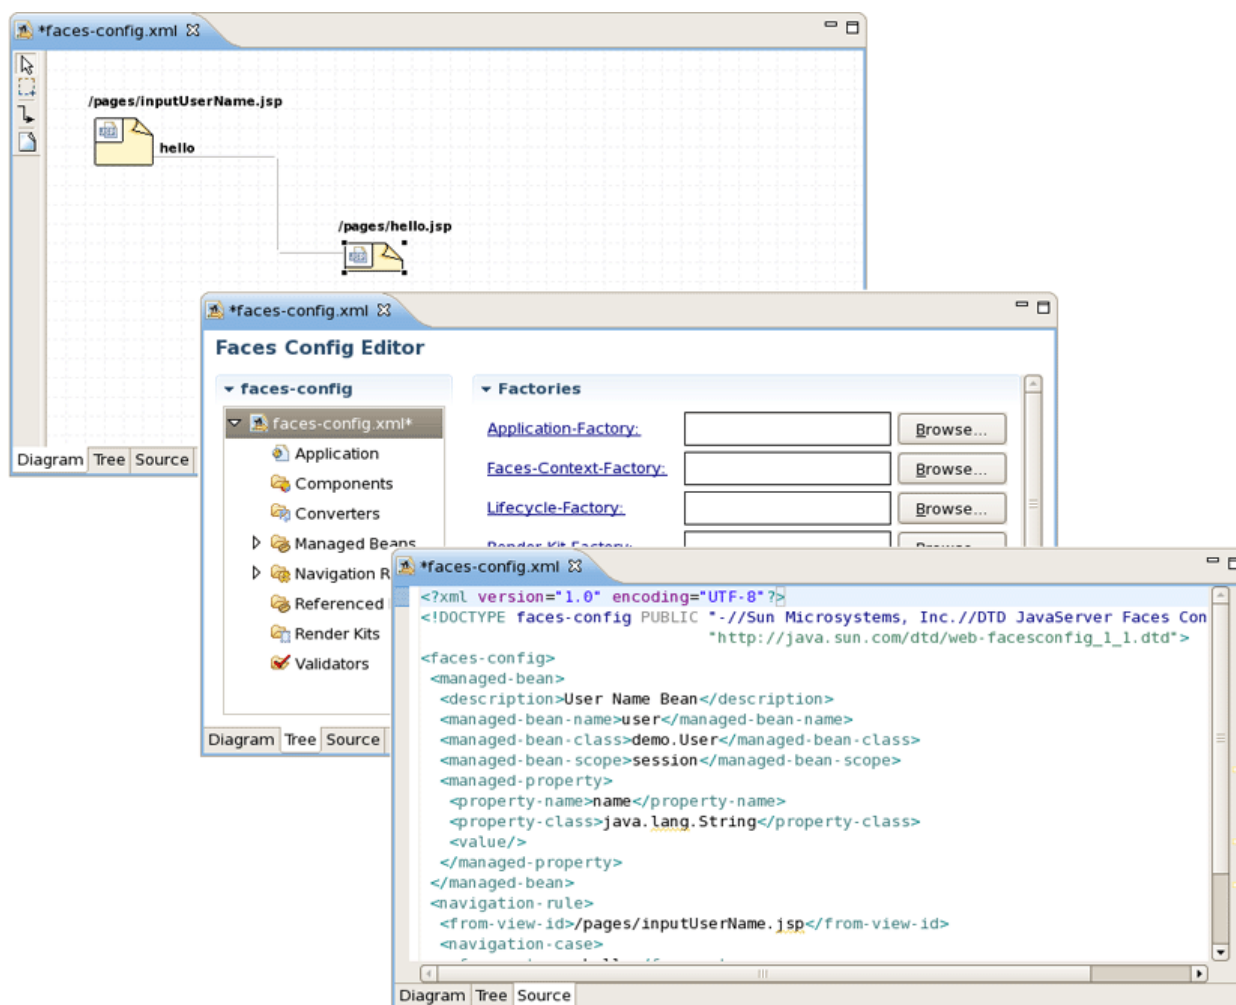 *faces-config.xml
/pages/inputUserName.jsp
hello
/pages/hello.jsp
Diagram Tree Source
*faces-config.xml
Faces Config Editor
faces-config
faces-config.xml*
Application
Components
Converters
Managed Beans
Navigation R
Referenced
Render Kits
Validators
Factories
Application-Factory: Browse...
Faces-Context-Factory: Browse...
Lifecycle-Factory: Browse...
Render-Kit-Factory: Browse...
Diagram Tree Source
*faces-config.xml
<?xml version="1.0" encoding="UTF-8"?>
<!DOCTYPE faces-config PUBLIC "-//Sun Microsystems, Inc.//DTD JavaServer Faces Con
"http://java.sun.com/dtd/web-facesconfig_1_1.dtd">
<faces-config>
<managed-bean>
<description>User Name Bean</description>
<managed-bean-name>user</managed-bean-name>
<managed-bean-class>demo.User</managed-bean-class>
<managed-bean-scope>session</managed-bean-scope>
<managed-property>
<property-name>name</property-name>
<property-class>java.lang.String</property-class>
<value/>
</managed-property>
</managed-bean>
<navigation-rule>
<from-view-id>/pages/inputUserName.jsp</from-view-id>
<navigation-case>
Diagram Tree Source